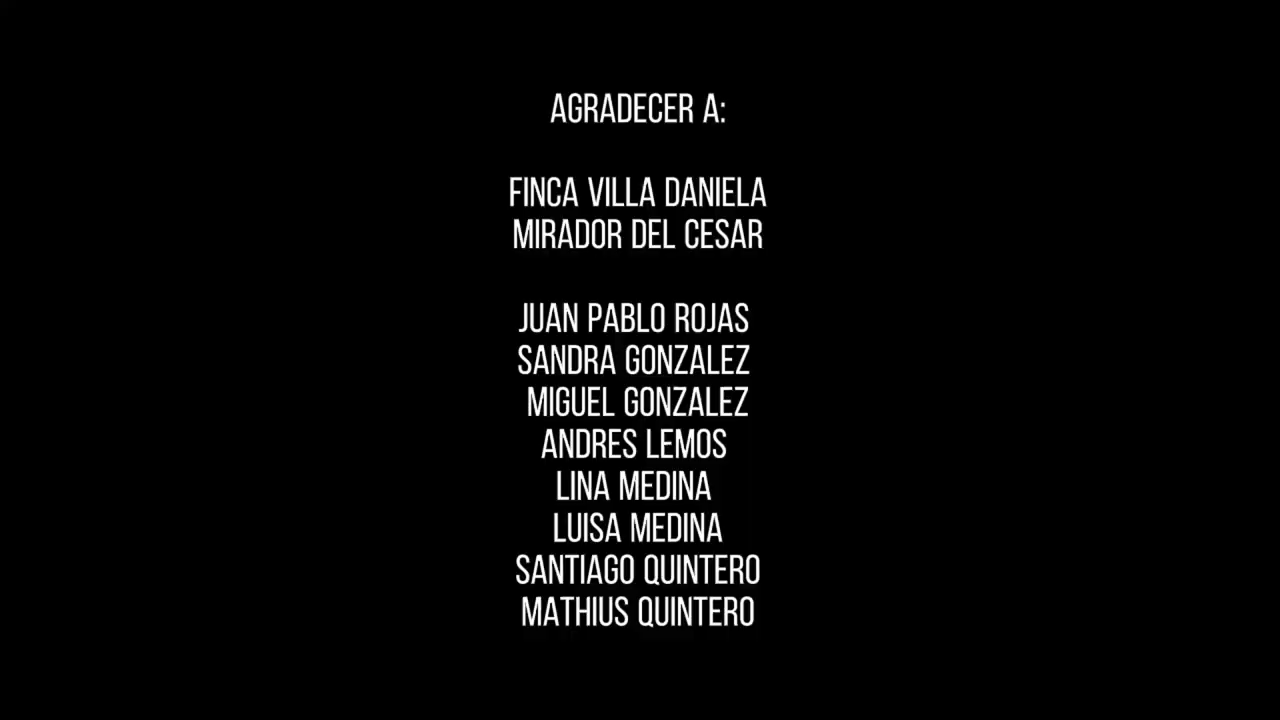 AGRADECER A:
FINCA VILLA DANIELA
MIRADOR DEL CESAR
JUAN PABLO ROJAS
SANDRA GONZALEZ
MIGUEL GONZALEZ
ANDRES LEMOS
LINA MEDINA
LUISA MEDINA
SANTIAGO QUINTERO
MATHIUS QUINTERO